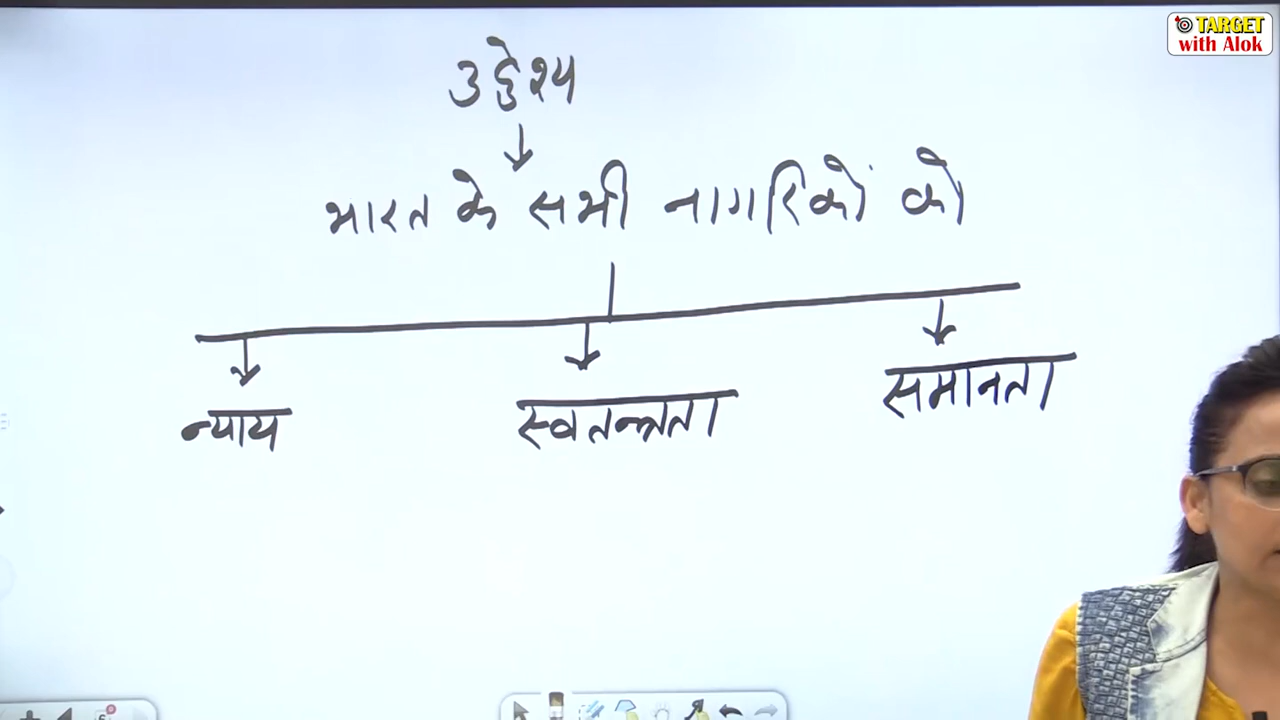 TARGET
with Alok
उद्देश्य
भारत के सभी नागरिकों को
न्याय
स्वतन्त्रता
समानता